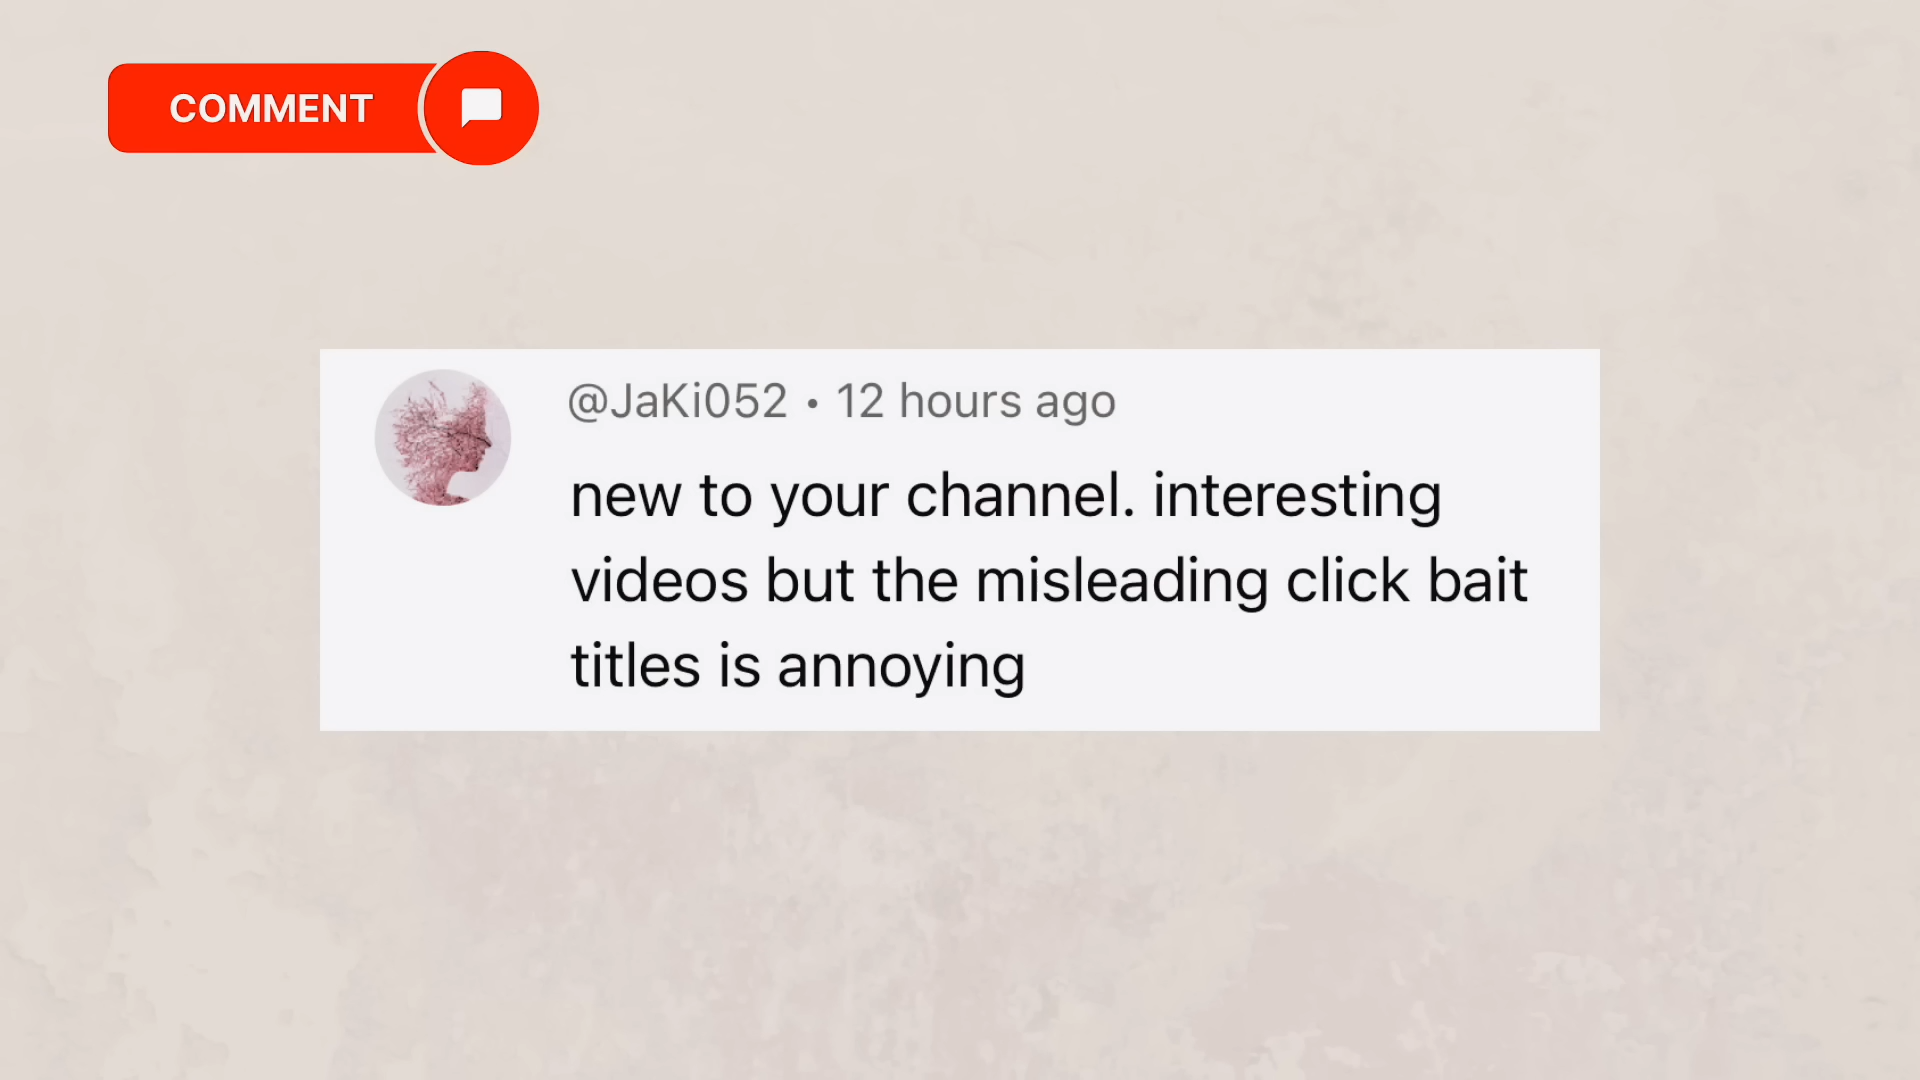 COMMENT
@JaKi052 • 12 hours ago
new to your channel. interesting
videos but the misleading click bait
titles is annoying